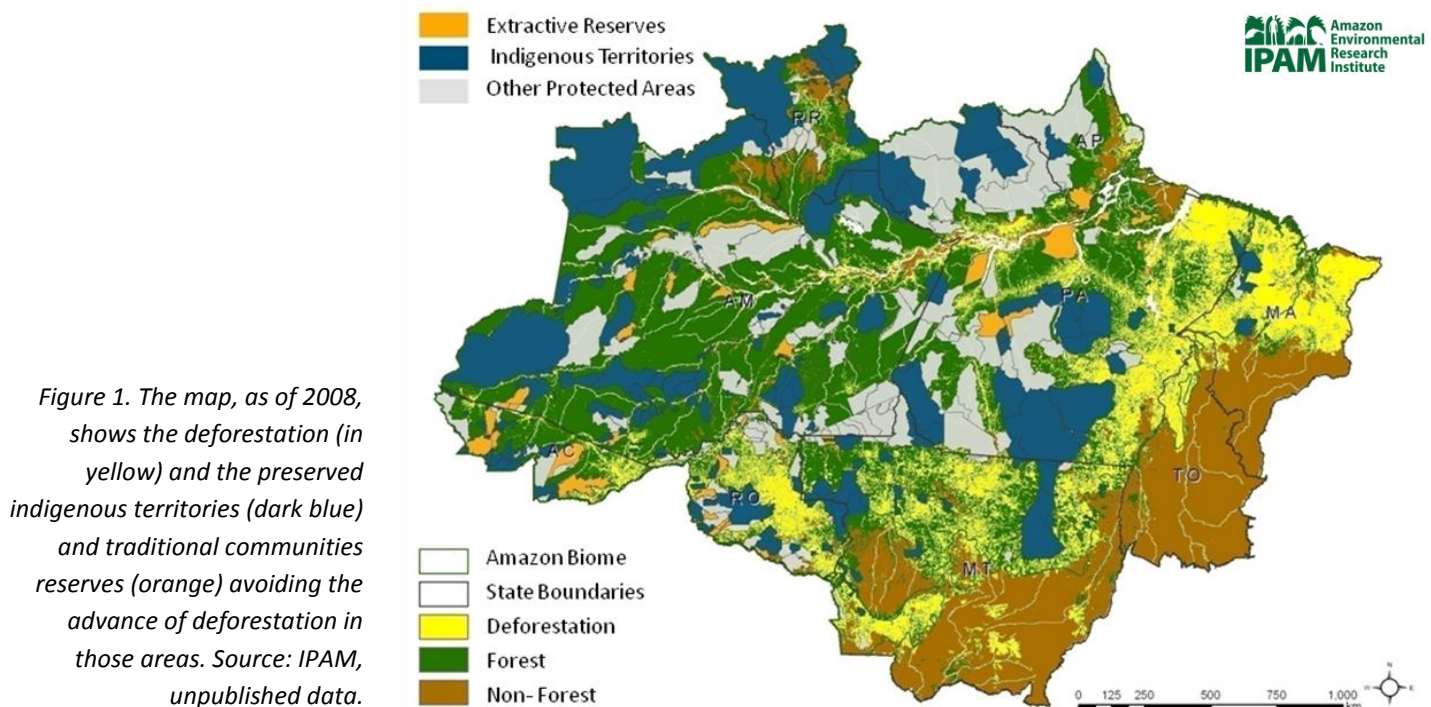 Extractive Reserves
Indigenous Territories
Other Protected Areas
IPAM
Amazon
Environmental
Research
Institute
RR
AP
AM
PA
MA
AC
RO
TO
MT
Figure 1. The map, as of 2008,
shows the deforestation (in
yellow) and the preserved
indigenous territories (dark blue)
and traditional communities
reserves (orange) avoiding the
advance of deforestation in
those areas. Source: IPAM,
unpublished data.
Amazon Biome
State Boundaries
Deforestation
Forest
Non- Forest
N
W E
S
0 125 250 500 750 1,000
km